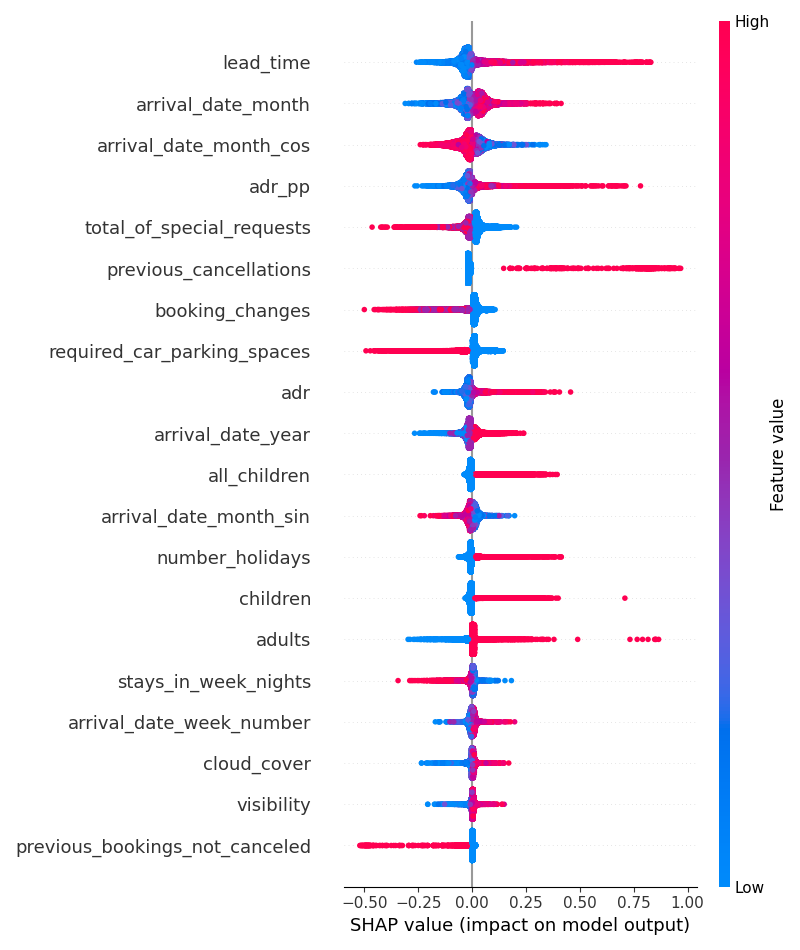 High
lead_time
arrival_date_month
arrival_date_month_cos
adr_pp
total_of_special_requests
previous_cancellations
booking_changes
required_car_parking_spaces
adr
arrival_date_year
all_children
arrival_date_month_sin
number_holidays
children
adults
stays_in_week_nights
arrival_date_week_number
cloud_cover
visibility
previous_bookings_not_canceled
Feature value
Low
−0.50 −0.25 0.00 0.25 0.50 0.75 1.00
SHAP value (impact on model output)